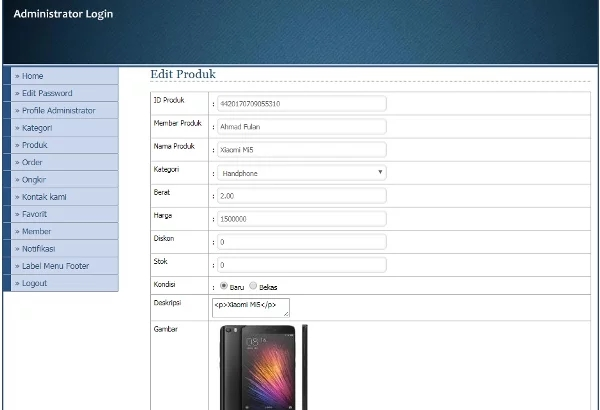 Administrator Login
» Home
» Edit Password
» Profile Administrator
» Kategori
» Produk
» Order
» Ongkir
» Kontak kami
» Favorit
» Member
» Notifikasi
» Label Menu Footer
» Logout
Edit Produk
ID Produk : 4420170709055310
Member Produk : Ahmad Fulan
Nama Produk : Xiaomi Mi5
Kategori : Handphone
Berat : 2.00
Harga : 1500000
Diskon : 0
Stok : 0
Kondisi : Baru Bekas
Deskripsi <p>Xiaomi Mi5</p>
Gambar